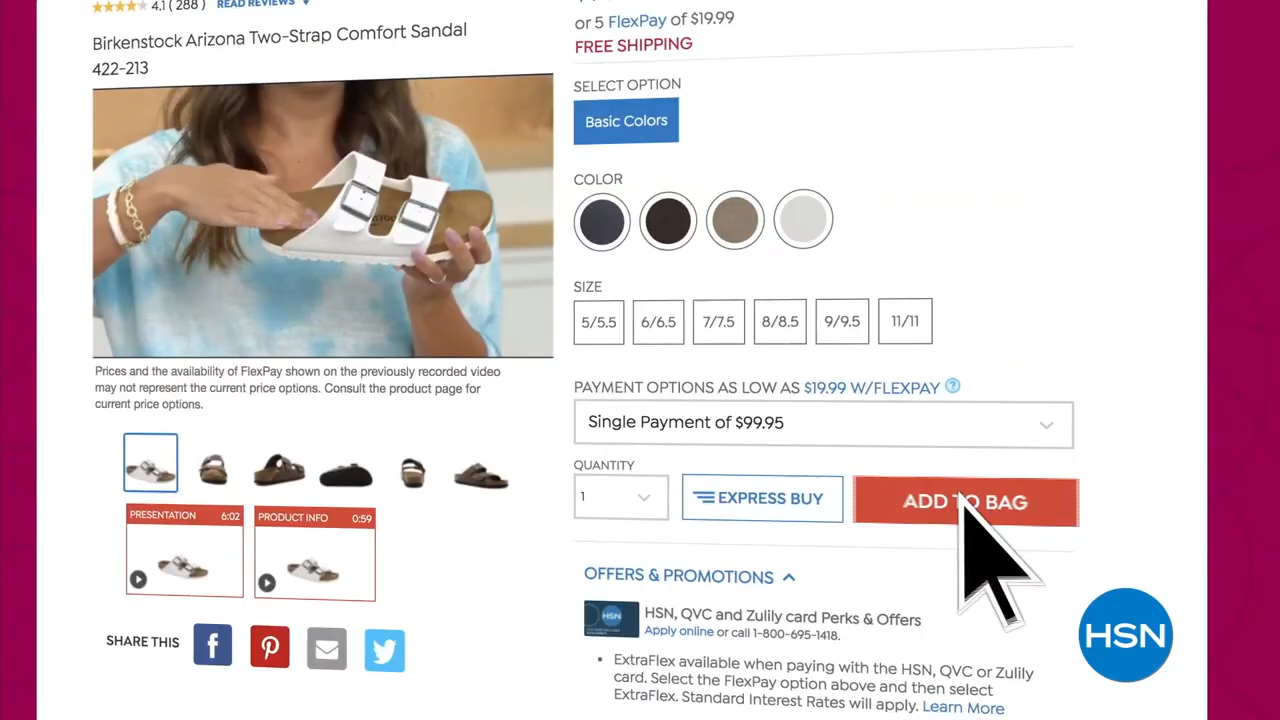 4.1 (288) READ REVIEWS
Birkenstock Arizona Two-Strap Comfort Sandal
422-213
Prices and the availability of FlexPay shown on the previously recorded video
may not represent the current price options. Consult the product page for
current price options.
PRESENTATION 6:02
PRODUCT INFO 0:59
SHARE THIS
or 5 FlexPay of $19.99
FREE SHIPPING
SELECT OPTION
Basic Colors
COLOR
SIZE
5/5.5 6/6.5 7/7.5 8/8.5 9/9.5 11/11
PAYMENT OPTIONS AS LOW AS $19.99 W/FLEXPAY ?
Single Payment of $99.95
QUANTITY
1
EXPRESS BUY
ADD TO BAG
OFFERS & PROMOTIONS
HSN
HSN, QVC and Zulily card Perks & Offers
Apply online or call 1-800-695-1418.
• ExtraFlex available when paying with the HSN, QVC or Zulily
card. Select the FlexPay option above and then select
ExtraFlex. Standard Interest Rates will apply. Learn More
HSN